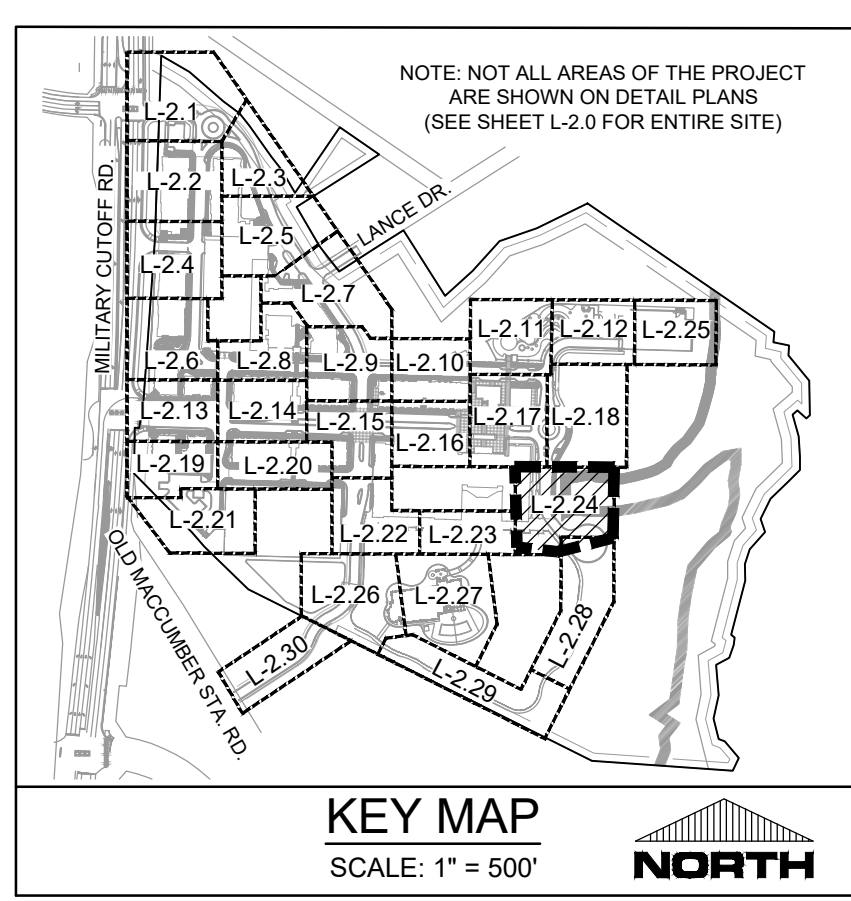 NOTE: NOT ALL AREAS OF THE PROJECT
ARE SHOWN ON DETAIL PLANS
(SEE SHEET L-2.0 FOR ENTIRE SITE)
L-2.1
L-2.2
L-2.3
L-2.4
L-2.5
LANCE DR.
MILITARY CUTOFF RD.
L-2.7
L-2.11
L-2.12
L-2.25
L-2.6
L-2.8
L-2.9
L-2.10
L-2.13
L-2.14
L-2.15
L-2.16
L-2.17
L-2.18
L-2.19
L-2.20
L-2.21
L-2.22
L-2.23
L-2.24
OLD MACCUMBER STA. RD.
L-2.26
L-2.27
L-2.28
L-2.30
L-2.29
KEY MAP
SCALE: 1" = 500'
NORTH